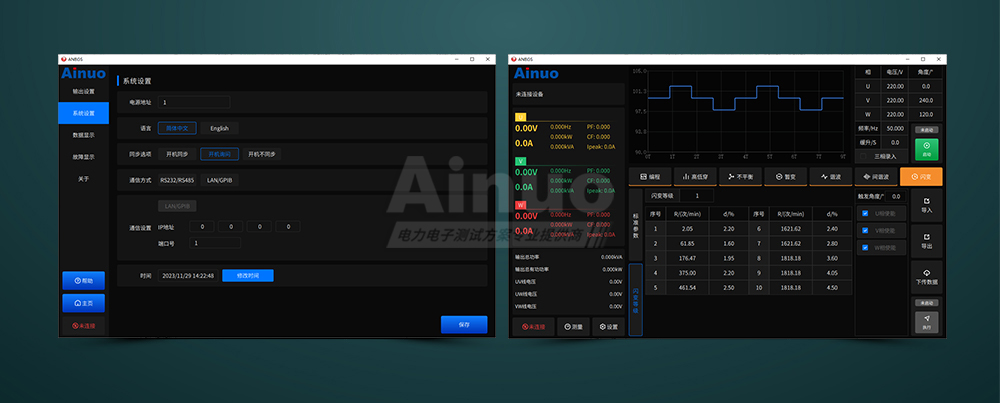 ANEGS
Ainuo
输出设置
系统设置
数据显示
故障显示
关于
帮助
主页
未连接
系统设置
电源地址 1
语言 简体中文 English
同步选项 开机同步 开机询问 开机不同步
通信方式 RS232/RS485 LAN/GPIB
LAN/GPIB
通信设置 IP地址 0 0 0 0
端口号 1
时间 2023/11/29 14:22:48 修改时间
保存
ANEGS
Ainuo
未连接设备
U
0.00V 0.000Hz PF: 0.000
0.000kW CF: 0.000
0.0A 0.000kVA Ipeak: 0.0A
V
0.00V 0.000Hz PF: 0.000
0.000kW CF: 0.000
0.0A 0.000kVA Ipeak: 0.0A
W
0.00V 0.000Hz PF: 0.000
0.000kW CF: 0.000
0.0A 0.000kVA Ipeak: 0.0A
输出总功率 0.000kVA
输出总有功功率 0.000kW
UV线电压 0.00V
UW线电压 0.00V
VW线电压 0.00V
未连接 测量 设置
105.0
101.3
97.5
93.8
90.0
0T 1T 2T 3T 4T 5T 6T 7T 8T 9T
相 电压/V 角度/°
U 220.00 0.0
V 220.00 240.0
W 220.00 120.0
频率/Hz 50.000
缓升/S 0.0
三相录入
未启动
启动
编程 高低穿 不平衡 暂变 谐波 间谐波 闪变
标准参数
闪变等级
闪变等级 1
序号 R/(次/min) d/% 序号 R/(次/min) d/%
1 2.05 2.20 6 1621.62 2.40
2 61.85 1.60 7 1621.62 2.80
3 176.47 1.95 8 1818.18 3.60
4 375.00 2.20 9 1818.18 4.05
5 461.54 2.50 10 1818.18 4.50
触发角度/° 0.0
U相使能
V相使能
W相使能
导入
导出
下传数据
未启动
执行
Ainuo
电力电子测试方案专业提供商